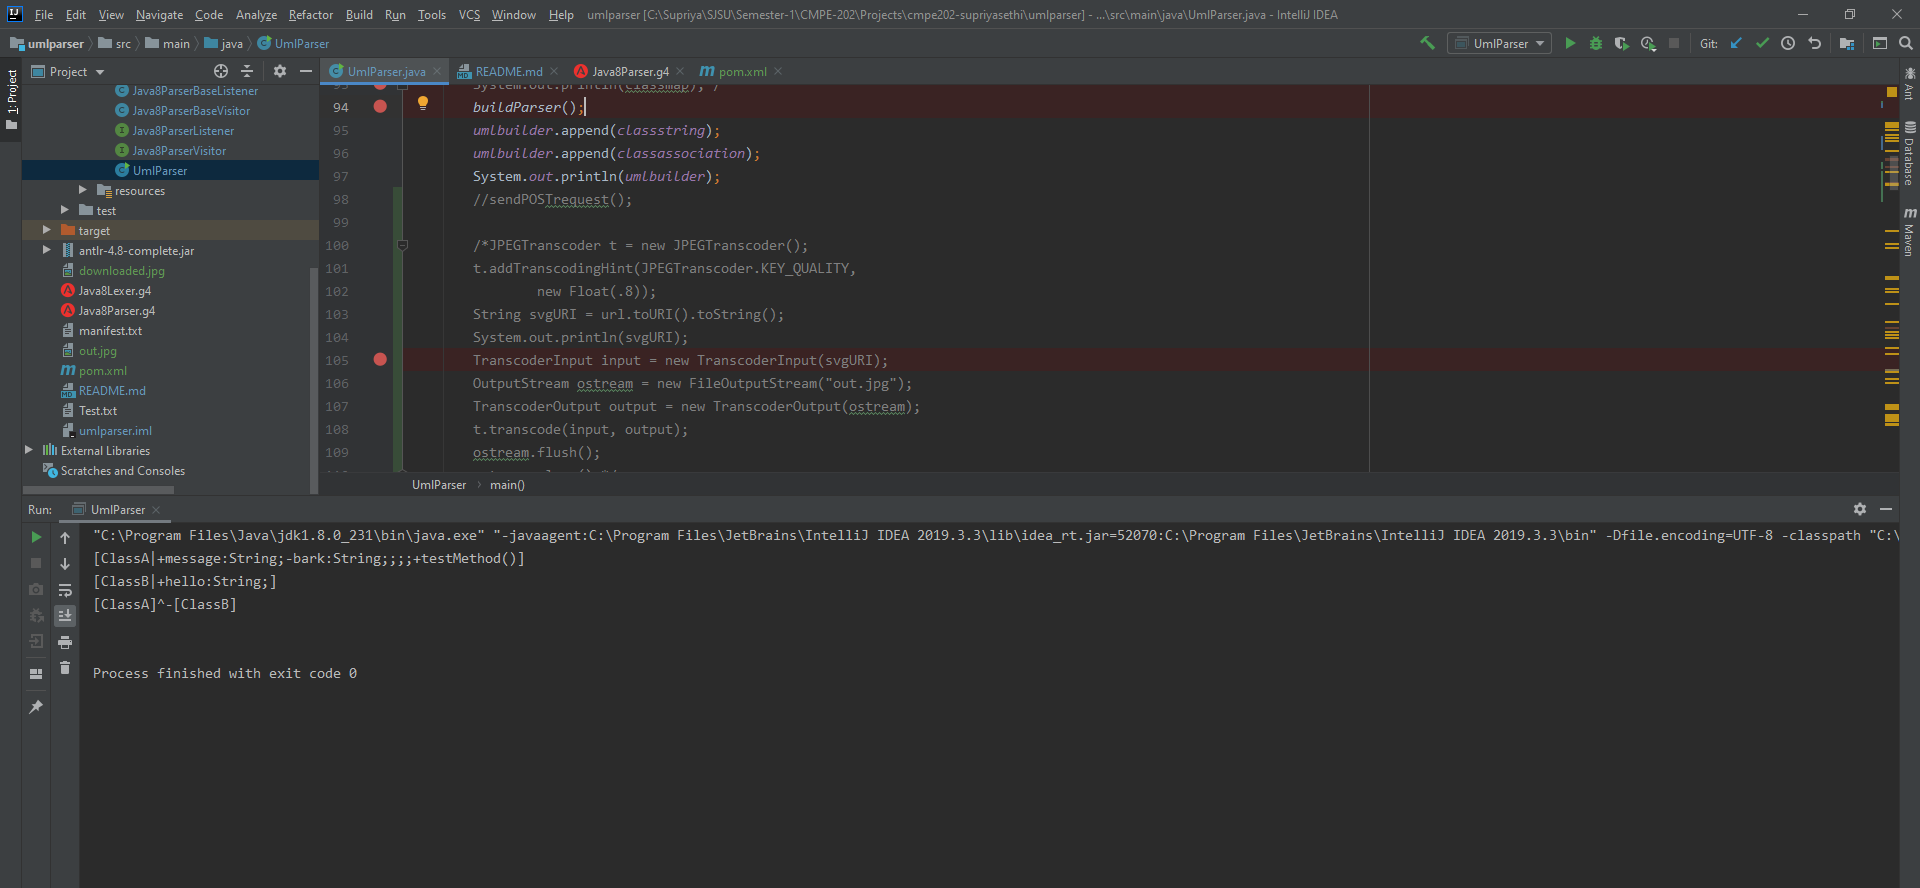 File Edit View Navigate Code Analyze Refactor Build Run Tools VCS Window Help umlparser [C:\Supriya\SJSU\Semester-1\CMPE-202\Projects\cmpe202-supriyasethi\umlparser] - ...\src\main\java\UmlParser.java - IntelliJ IDEA
umlparser src main java UmlParser UmlParser Git:
Project UmlParser.java README.md Java8Parser.g4 pom.xml
1: Project
Ant
Database
Maven
Java8ParserBaseListener
Java8ParserBaseVisitor
Java8ParserListener
Java8ParserVisitor
UmlParser
resources
test
target
antlr-4.8-complete.jar
downloaded.jpg
Java8Lexer.g4
Java8Parser.g4
manifest.txt
out.jpg
pom.xml
README.md
Test.txt
umlparser.iml
External Libraries
Scratches and Consoles
System.out.println(classmap);*/
94 buildParser();
95 umlbuilder.append(classstring);
96 umlbuilder.append(classassociation);
97 System.out.println(umlbuilder);
98 //sendPOSTrequest();
99
100 /*JPEGTranscoder t = new JPEGTranscoder();
101 t.addTranscodingHint(JPEGTranscoder.KEY_QUALITY,
102 new Float(.8));
103 String svgURI = url.toURI().toString();
104 System.out.println(svgURI);
105 TranscoderInput input = new TranscoderInput(svgURI);
106 OutputStream ostream = new FileOutputStream("out.jpg");
107 TranscoderOutput output = new TranscoderOutput(ostream);
108 t.transcode(input, output);
109 ostream.flush();
UmlParser main()
Run: UmlParser
"C:\Program Files\Java\jdk1.8.0_231\bin\java.exe" "-javaagent:C:\Program Files\JetBrains\IntelliJ IDEA 2019.3.3\lib\idea_rt.jar=52070:C:\Program Files\JetBrains\IntelliJ IDEA 2019.3.3\bin" -Dfile.encoding=UTF-8 -classpath "C:\
[ClassA|+message:String;-bark:String;;;;+testMethod()]
[ClassB|+hello:String;]
[ClassA]^-[ClassB]
Process finished with exit code 0